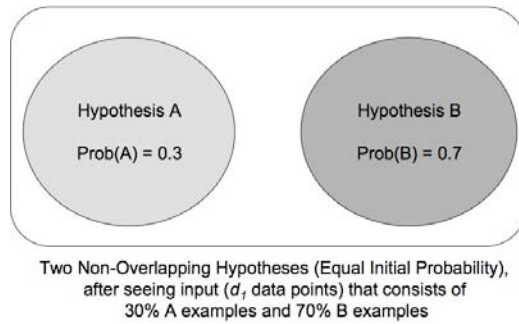 Hypothesis A
Prob(A) = 0.3
Hypothesis B
Prob(B) = 0.7
Two Non-Overlapping Hypotheses (Equal Initial Probability),
after seeing input (d₁ data points) that consists of
30% A examples and 70% B examples